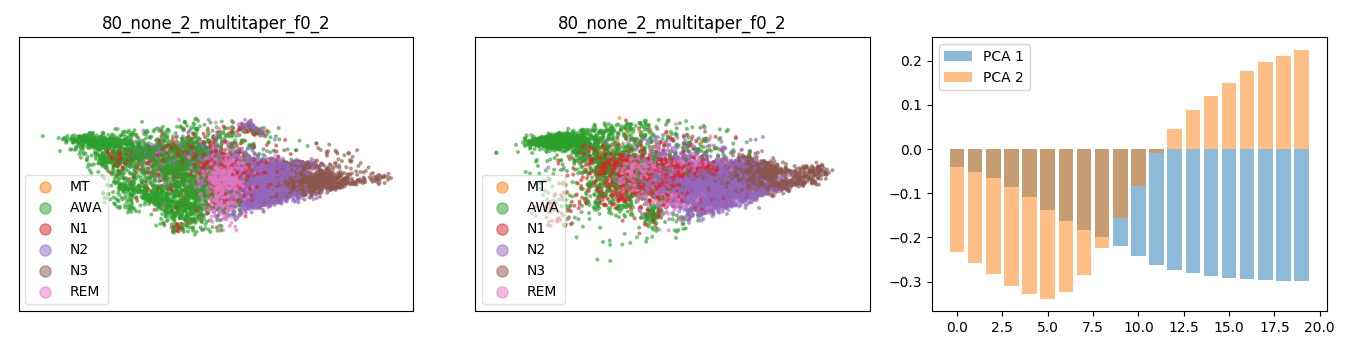 80_none_2_multitaper_f0_2
MT
AWA
N1
N2
N3
REM
80_none_2_multitaper_f0_2
MT
AWA
N1
N2
N3
REM
PCA 1
PCA 2
0.2
0.1
0.0
−0.1
−0.2
−0.3
0.0 2.5 5.0 7.5 10.0 12.5 15.0 17.5 20.0